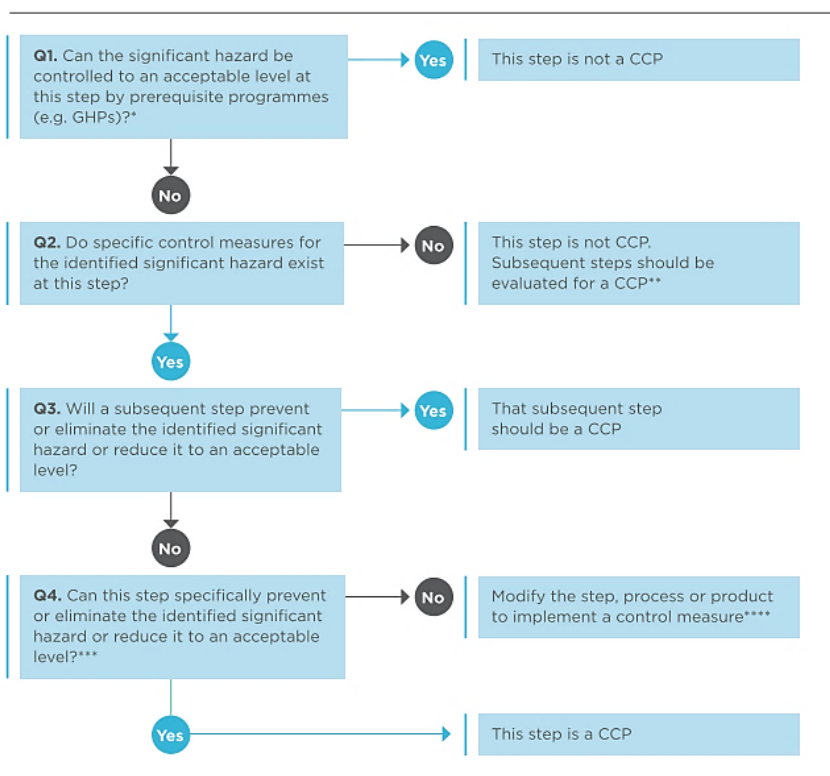 Q1. Can the significant hazard be
controlled to an acceptable level at
this step by prerequisite programmes
(e.g. GHPs)?*
Yes
This step is not a CCP
No
Q2. Do specific control measures for
the identified significant hazard exist
at this step?
No
This step is not CCP.
Subsequent steps should be
evaluated for a CCP**
Yes
Q3. Will a subsequent step prevent
or eliminate the identified significant
hazard or reduce it to an acceptable
level?
Yes
That subsequent step
should be a CCP
No
Q4. Can this step specifically prevent
or eliminate the identified significant
hazard or reduce it to an acceptable
level?***
No
Modify the step, process or product
to implement a control measure****
Yes
This step is a CCP